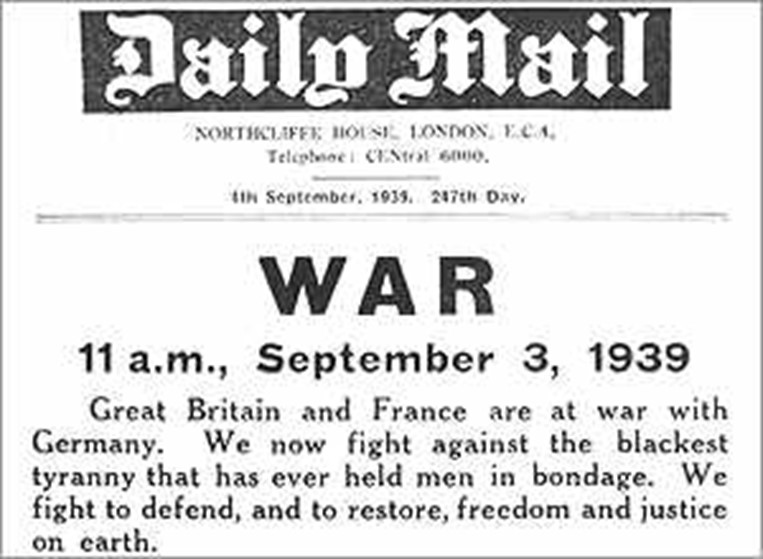 Daily Mail
NORTHCLIFFE HOUSE, LONDON, E.C.4.
Telephone: CENtral 6000.
4th September, 1939. 247th Day.
WAR
11 a.m., September 3, 1939
Great Britain and France are at war with
Germany. We now fight against the blackest
tyranny that has ever held men in bondage. We
fight to defend, and to restore, freedom and justice
on earth.